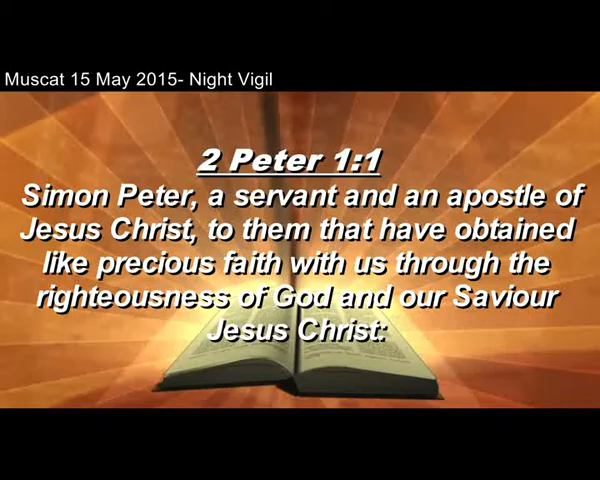 Muscat 15 May 2015- Night Vigil
2 Peter 1:1
Simon Peter, a servant and an apostle of
Jesus Christ, to them that have obtained
like precious faith with us through the
righteousness of God and our Saviour
Jesus Christ: